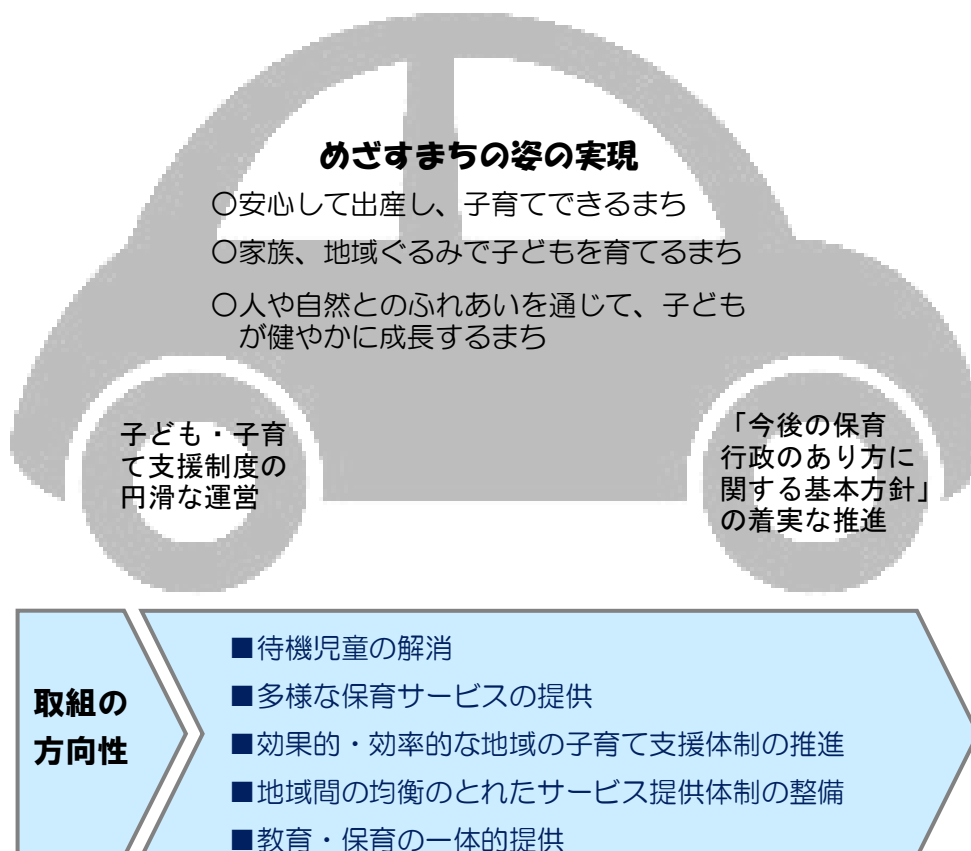 めざすまちの姿の実現
○安心して出産し、子育てできるまち
○家族、地域ぐるみで子どもを育てるまち
○人や自然とのふれあいを通じて、子ども
が健やかに成長するまち
子ども・子育
て支援制度の
円滑な運営
「今後の保育
行政のあり方に
関する基本方針」
の着実な推進
取組の
方向性
■待機児童の解消
■多様な保育サービスの提供
■効果的・効率的な地域の子育て支援体制の推進
■地域間の均衡のとれたサービス提供体制の整備
■教育・保育の一体的提供